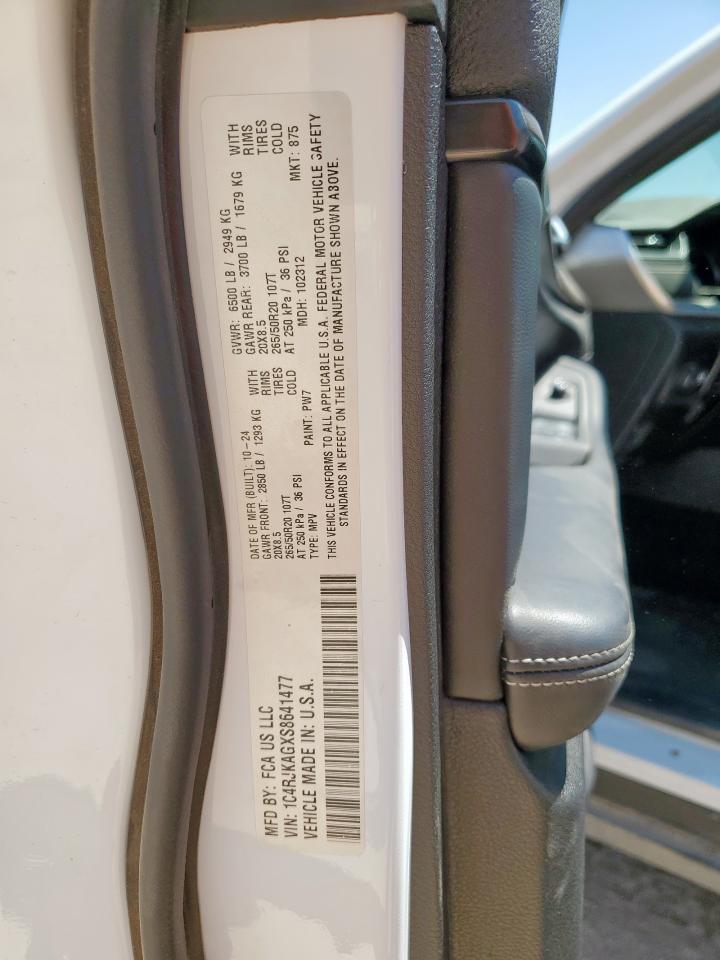 MFD BY: FCA US LLC
VIN: 1C4RJKAGXS8641477
VEHICLE MADE IN: U.S.A.
DATE OF MFR (BUILT): 10-24
GAWR FRONT: 2850 LB / 1293 KG WITH
20X8.5 RIMS
265/50R20 107T TIRES
AT 250 kPa / 36 PSI COLD
TYPE: MPV PAINT: PW7
GVWR: 6500 LB / 2949 KG
GAWR REAR: 3700 LB / 1679 KG WITH
20X8.5 RIMS
265/50R20 107T TIRES
AT 250 kPa / 36 PSI COLD
MDH: 102312 MKT: 875
THIS VEHICLE CONFORMS TO ALL APPLICABLE U.S.A. FEDERAL MOTOR VEHICLE SAFETY
STANDARDS IN EFFECT ON THE DATE OF MANUFACTURE SHOWN ABOVE.